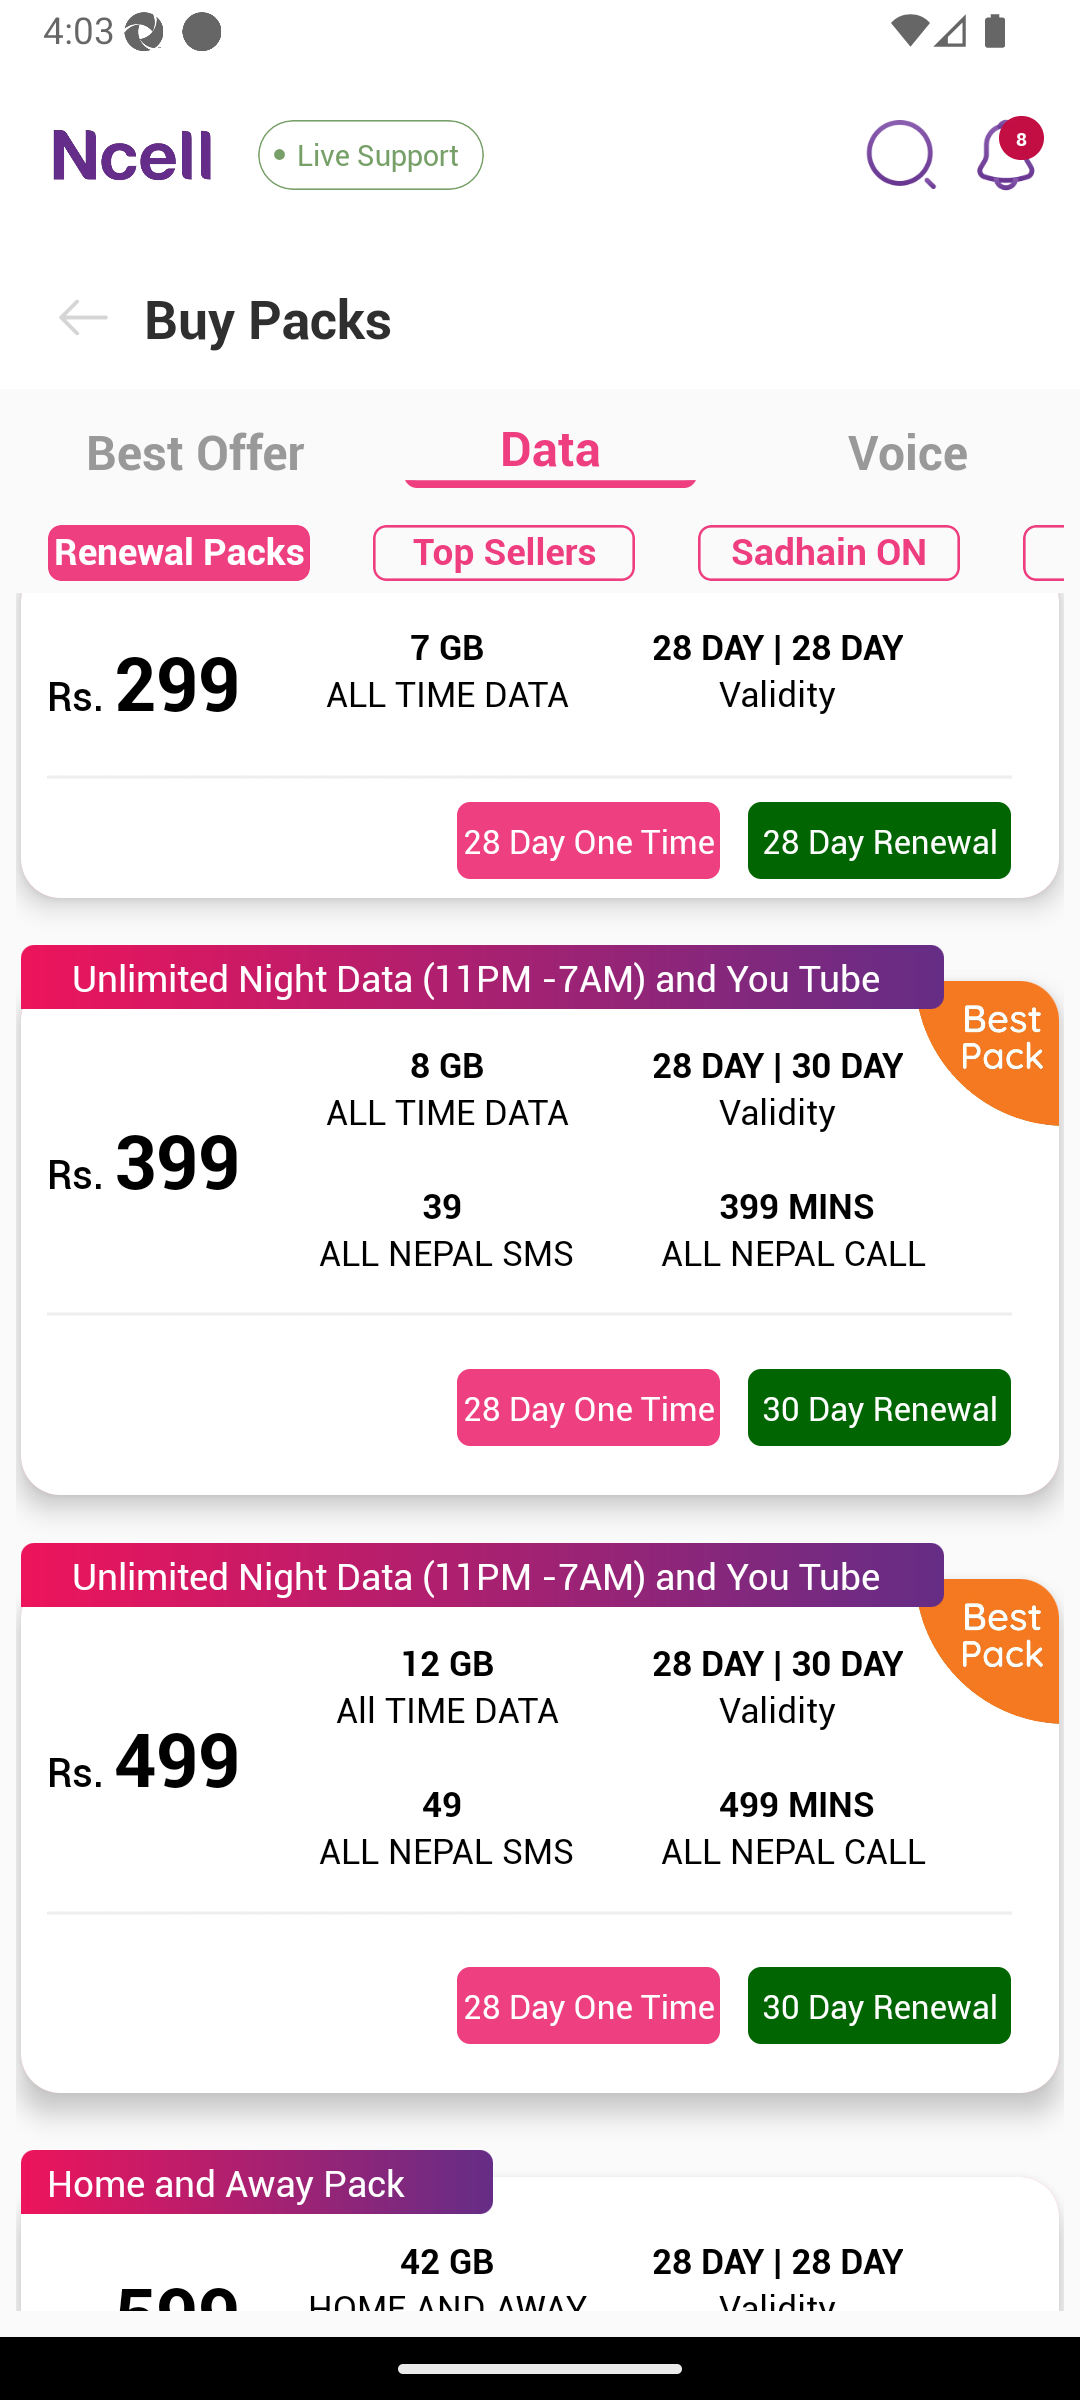 4:03
Ncell
Live Support
8
Buy Packs
Best Offer
Data
Voice
Renewal Packs
Top Sellers
Sadhain ON
Rs. 299
7 GB
ALL TIME DATA
28 DAY | 28 DAY
Validity
28 Day One Time
28 Day Renewal
Unlimited Night Data (11PM -7AM) and You Tube
Best
Pack
Rs. 399
8 GB
ALL TIME DATA
28 DAY | 30 DAY
Validity
39
ALL NEPAL SMS
399 MINS
ALL NEPAL CALL
28 Day One Time
30 Day Renewal
Unlimited Night Data (11PM -7AM) and You Tube
Best
Pack
Rs. 499
12 GB
All TIME DATA
28 DAY | 30 DAY
Validity
49
ALL NEPAL SMS
499 MINS
ALL NEPAL CALL
28 Day One Time
30 Day Renewal
Home and Away Pack
599
42 GB
HOME AND AWAY
28 DAY | 28 DAY
Validity